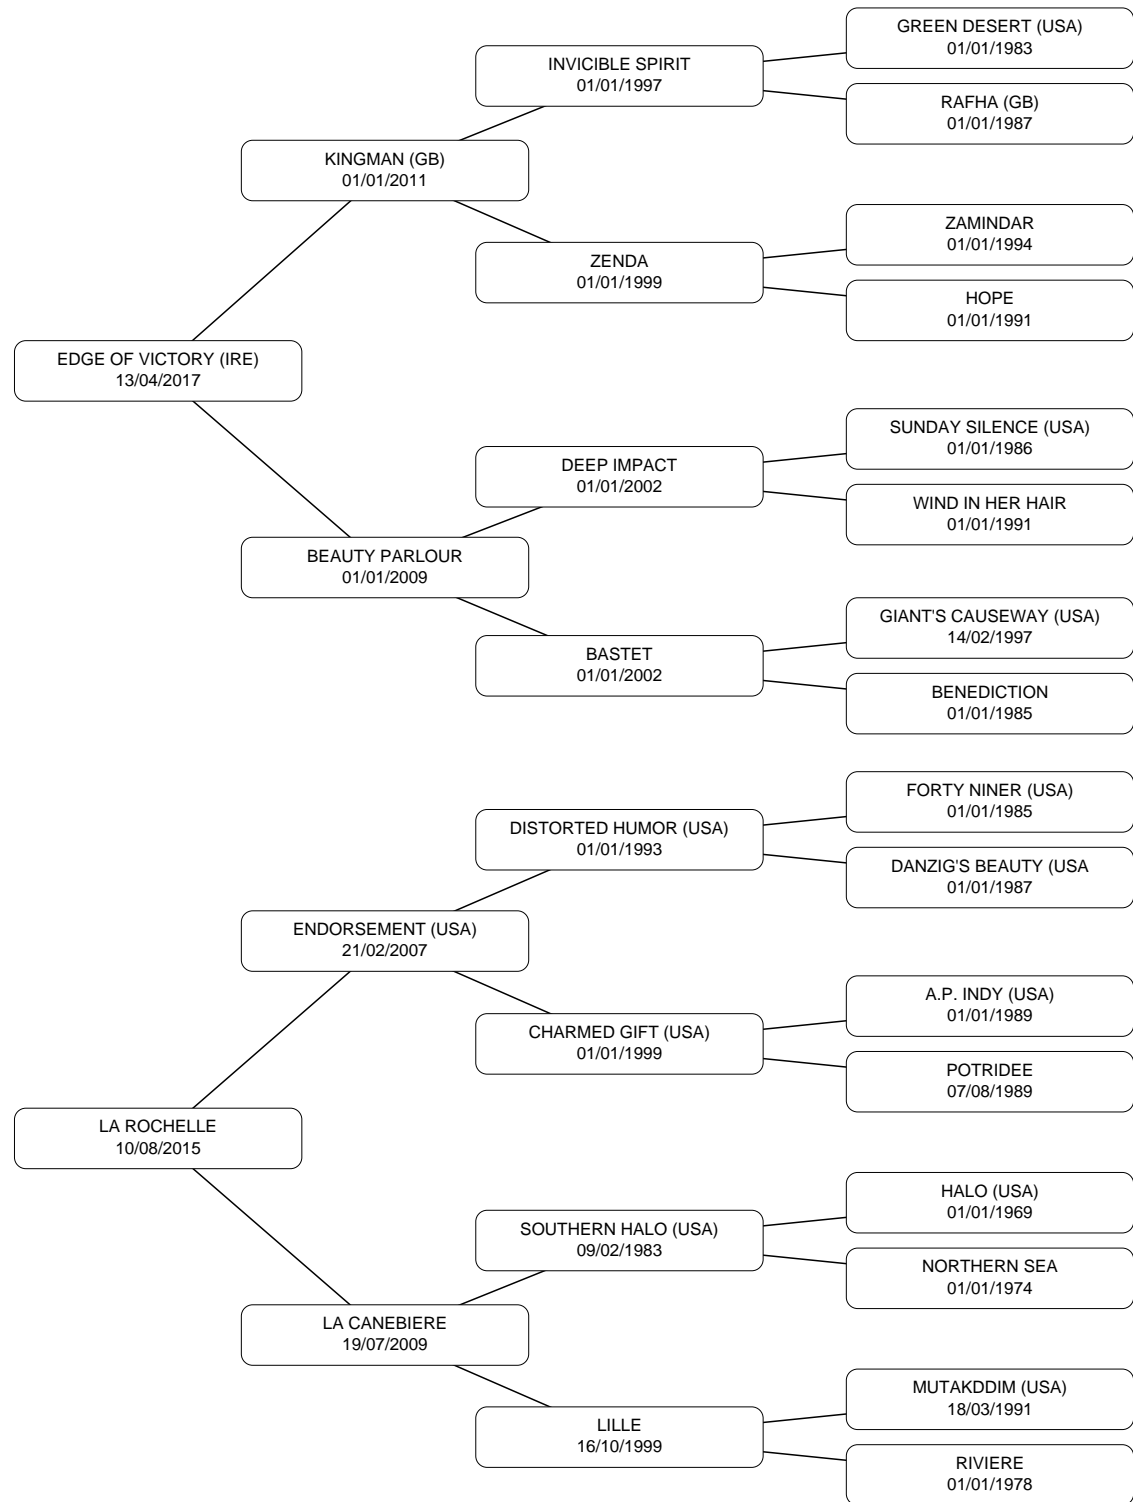 GREEN DESERT (USA)
01/01/1983
INVICIBLE SPIRIT
01/01/1997
RAFHA (GB)
01/01/1987
KINGMAN (GB)
01/01/2011
ZAMINDAR
01/01/1994
ZENDA
01/01/1999
HOPE
01/01/1991
EDGE OF VICTORY (IRE)
13/04/2017
SUNDAY SILENCE (USA)
01/01/1986
DEEP IMPACT
01/01/2002
WIND IN HER HAIR
01/01/1991
BEAUTY PARLOUR
01/01/2009
GIANT'S CAUSEWAY (USA)
14/02/1997
BASTET
01/01/2002
BENEDICTION
01/01/1985
FORTY NINER (USA)
01/01/1985
DISTORTED HUMOR (USA)
01/01/1993
DANZIG'S BEAUTY (USA
01/01/1987
ENDORSEMENT (USA)
21/02/2007
A.P. INDY (USA)
01/01/1989
CHARMED GIFT (USA)
01/01/1999
POTRIDEE
07/08/1989
LA ROCHELLE
10/08/2015
HALO (USA)
01/01/1969
SOUTHERN HALO (USA)
09/02/1983
NORTHERN SEA
01/01/1974
LA CANEBIERE
19/07/2009
MUTAKDDIM (USA)
18/03/1991
LILLE
16/10/1999
RIVIERE
01/01/1978